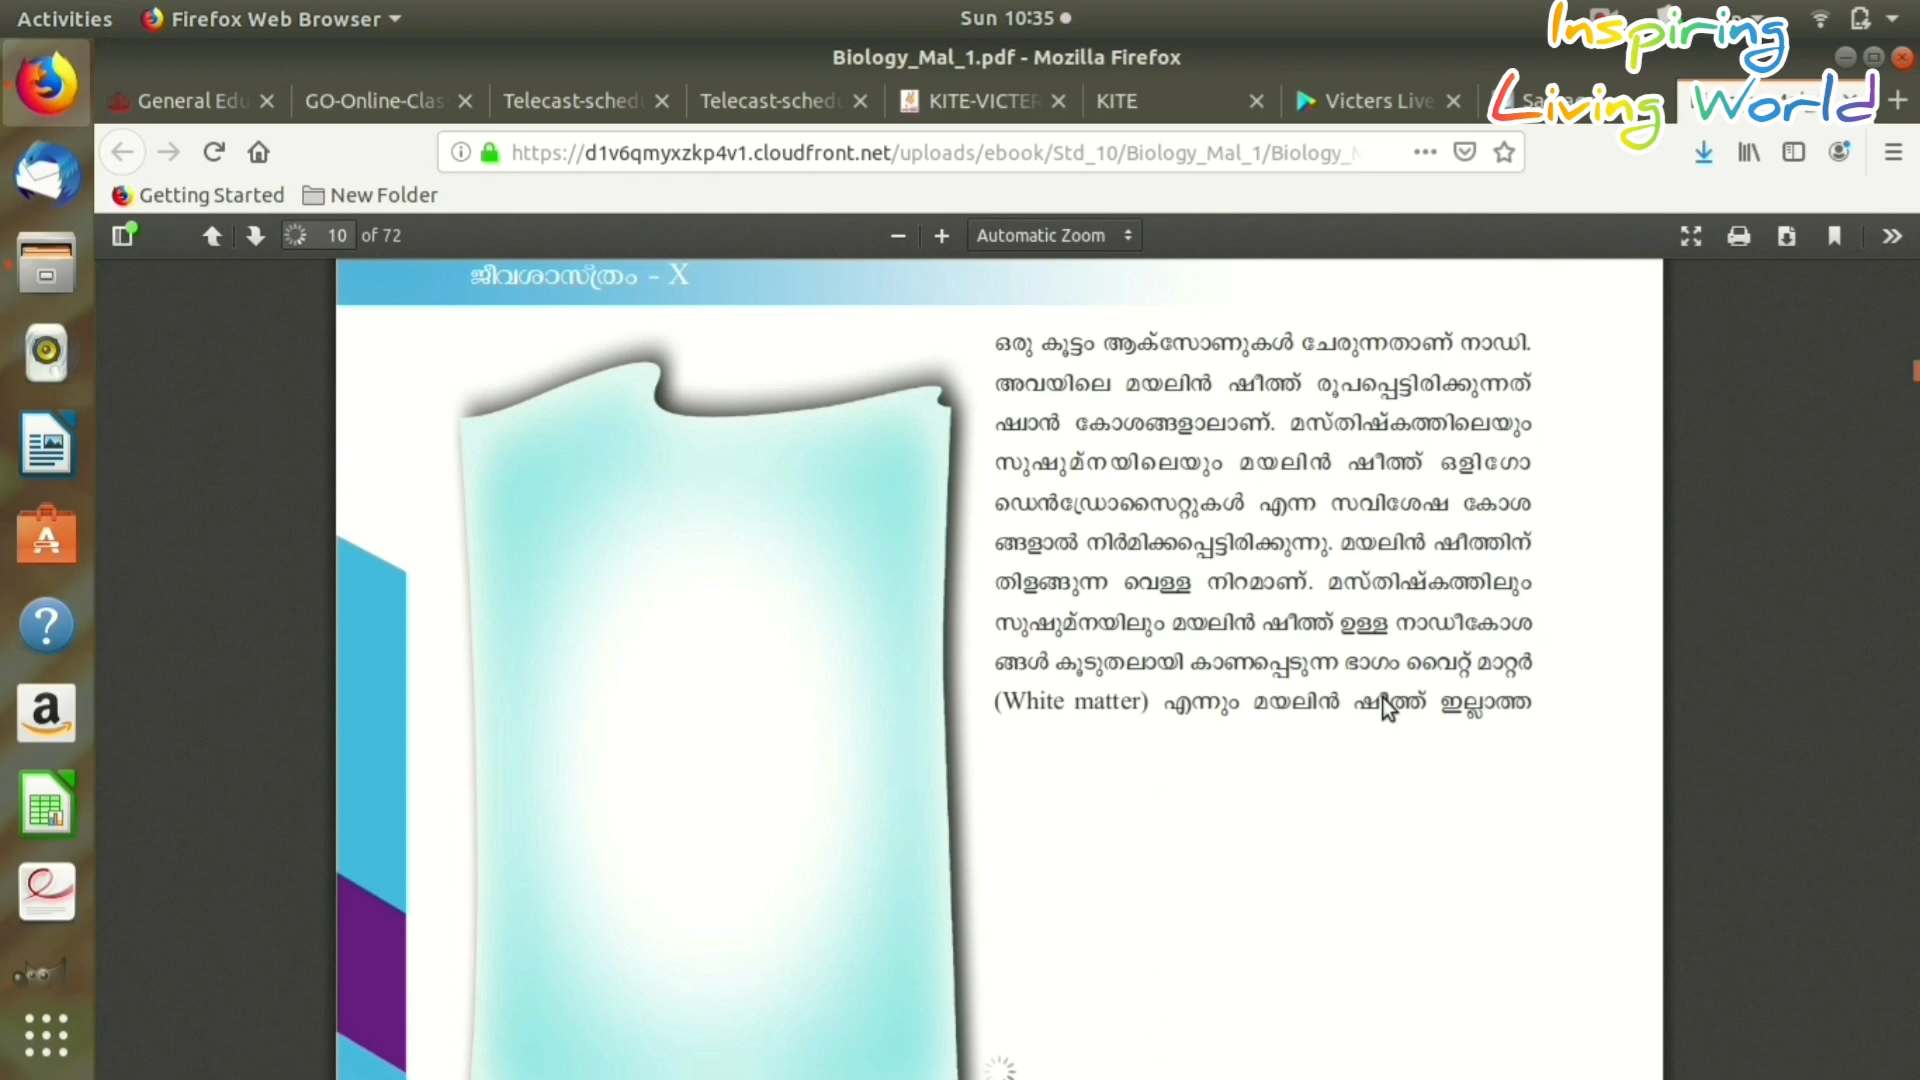 Activities
Firefox Web Browser
Sun 10:35
Inspiring
Living World
Biology_Mal_1.pdf - Mozilla Firefox
General Edu
GO-Online-Clas
Telecast-schedu
Telecast-schedu
KITE-VICTER
KITE
Victers Live
https://d1v6qmyxzkp4v1.cloudfront.net/uploads/ebook/Std_10/Biology_Mal_1/Biology_
Getting Started
New Folder
10 of 72
Automatic Zoom
ജീവശാസ്ത്രം - X
ഒരു കൂട്ടം ആക്സോണുകൾ ചേരുന്നതാണ് നാഡി.
അവയിലെ മയലിൻ ഷീത്ത് രൂപപ്പെട്ടിരിക്കുന്നത്
ഷ്വാൻ കോശങ്ങളാലാണ്. മസ്തിഷ്കത്തിലെയും
സുഷുമ്നയിലെയും മയലിൻ ഷീത്ത് ഒളിഗോ
ഡെൻഡ്രോസൈറ്റുകൾ എന്ന സവിശേഷ കോശ
ങ്ങളാൽ നിർമിക്കപ്പെട്ടിരിക്കുന്നു. മയലിൻ ഷീത്തിന്
തിളങ്ങുന്ന വെള്ള നിറമാണ്. മസ്തിഷ്കത്തിലും
സുഷുമ്നയിലും മയലിൻ ഷീത്ത് ഉള്ള നാഡീകോശ
ങ്ങൾ കൂടുതലായി കാണപ്പെടുന്ന ഭാഗം വൈറ്റ് മാറ്റർ
(White matter) എന്നും മയലിൻ ഷീത്ത് ഇല്ലാത്ത